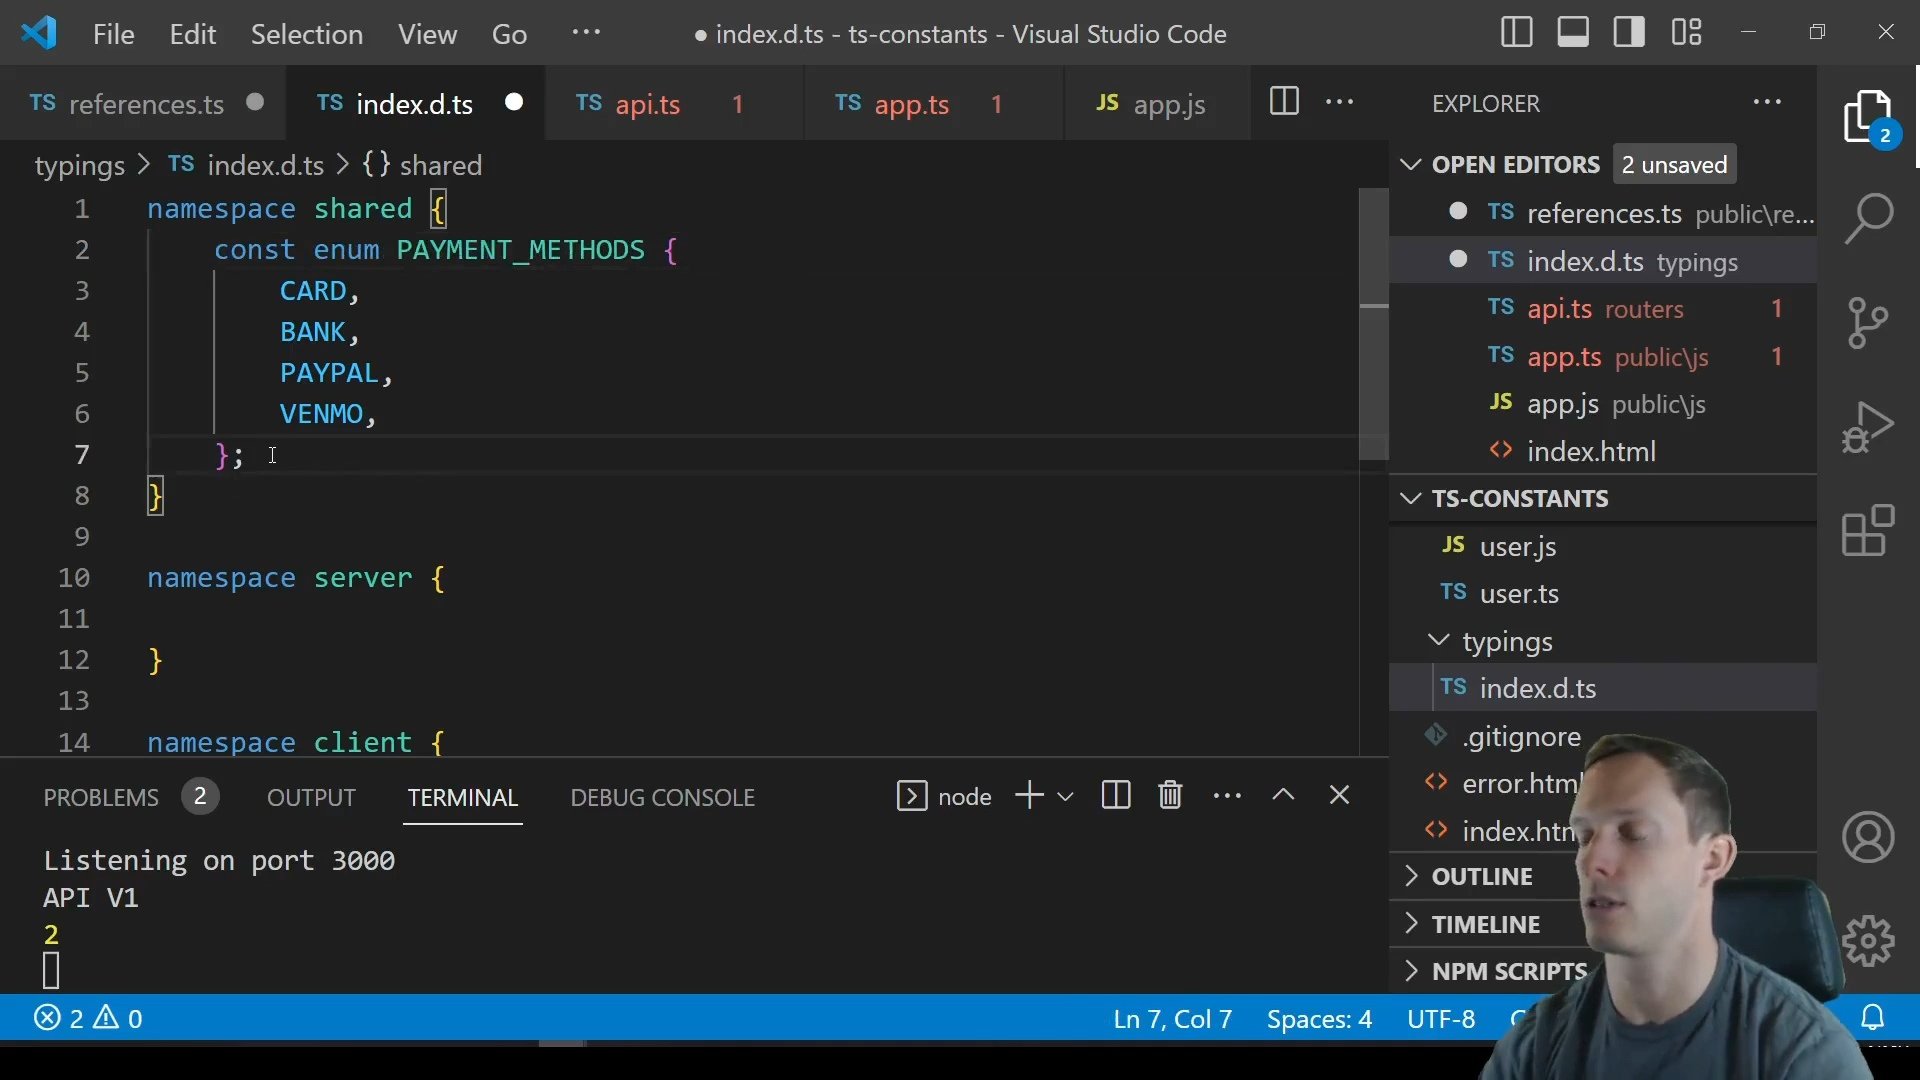 File Edit Selection View Go ··· ● index.d.ts - ts-constants - Visual Studio Code
TS references.ts TS index.d.ts TS api.ts 1 TS app.ts 1 JS app.js
typings > TS index.d.ts > {} shared
1 namespace shared {
2 const enum PAYMENT_METHODS {
3 CARD,
4 BANK,
5 PAYPAL,
6 VENMO,
7 };
8 }
9
10 namespace server {
11
12 }
13
14 namespace client {
PROBLEMS 2 OUTPUT TERMINAL DEBUG CONSOLE node
Listening on port 3000
API V1
2
EXPLORER
OPEN EDITORS 2 unsaved
TS references.ts public\re...
TS index.d.ts typings
TS api.ts routers 1
TS app.ts public\js 1
JS app.js public\js
<> index.html
TS-CONSTANTS
JS user.js
TS user.ts
typings
TS index.d.ts
.gitignore
<> error.html
<> index.htm
OUTLINE
TIMELINE
NPM SCRIPTS
2
2 0 Ln 7, Col 7 Spaces: 4 UTF-8